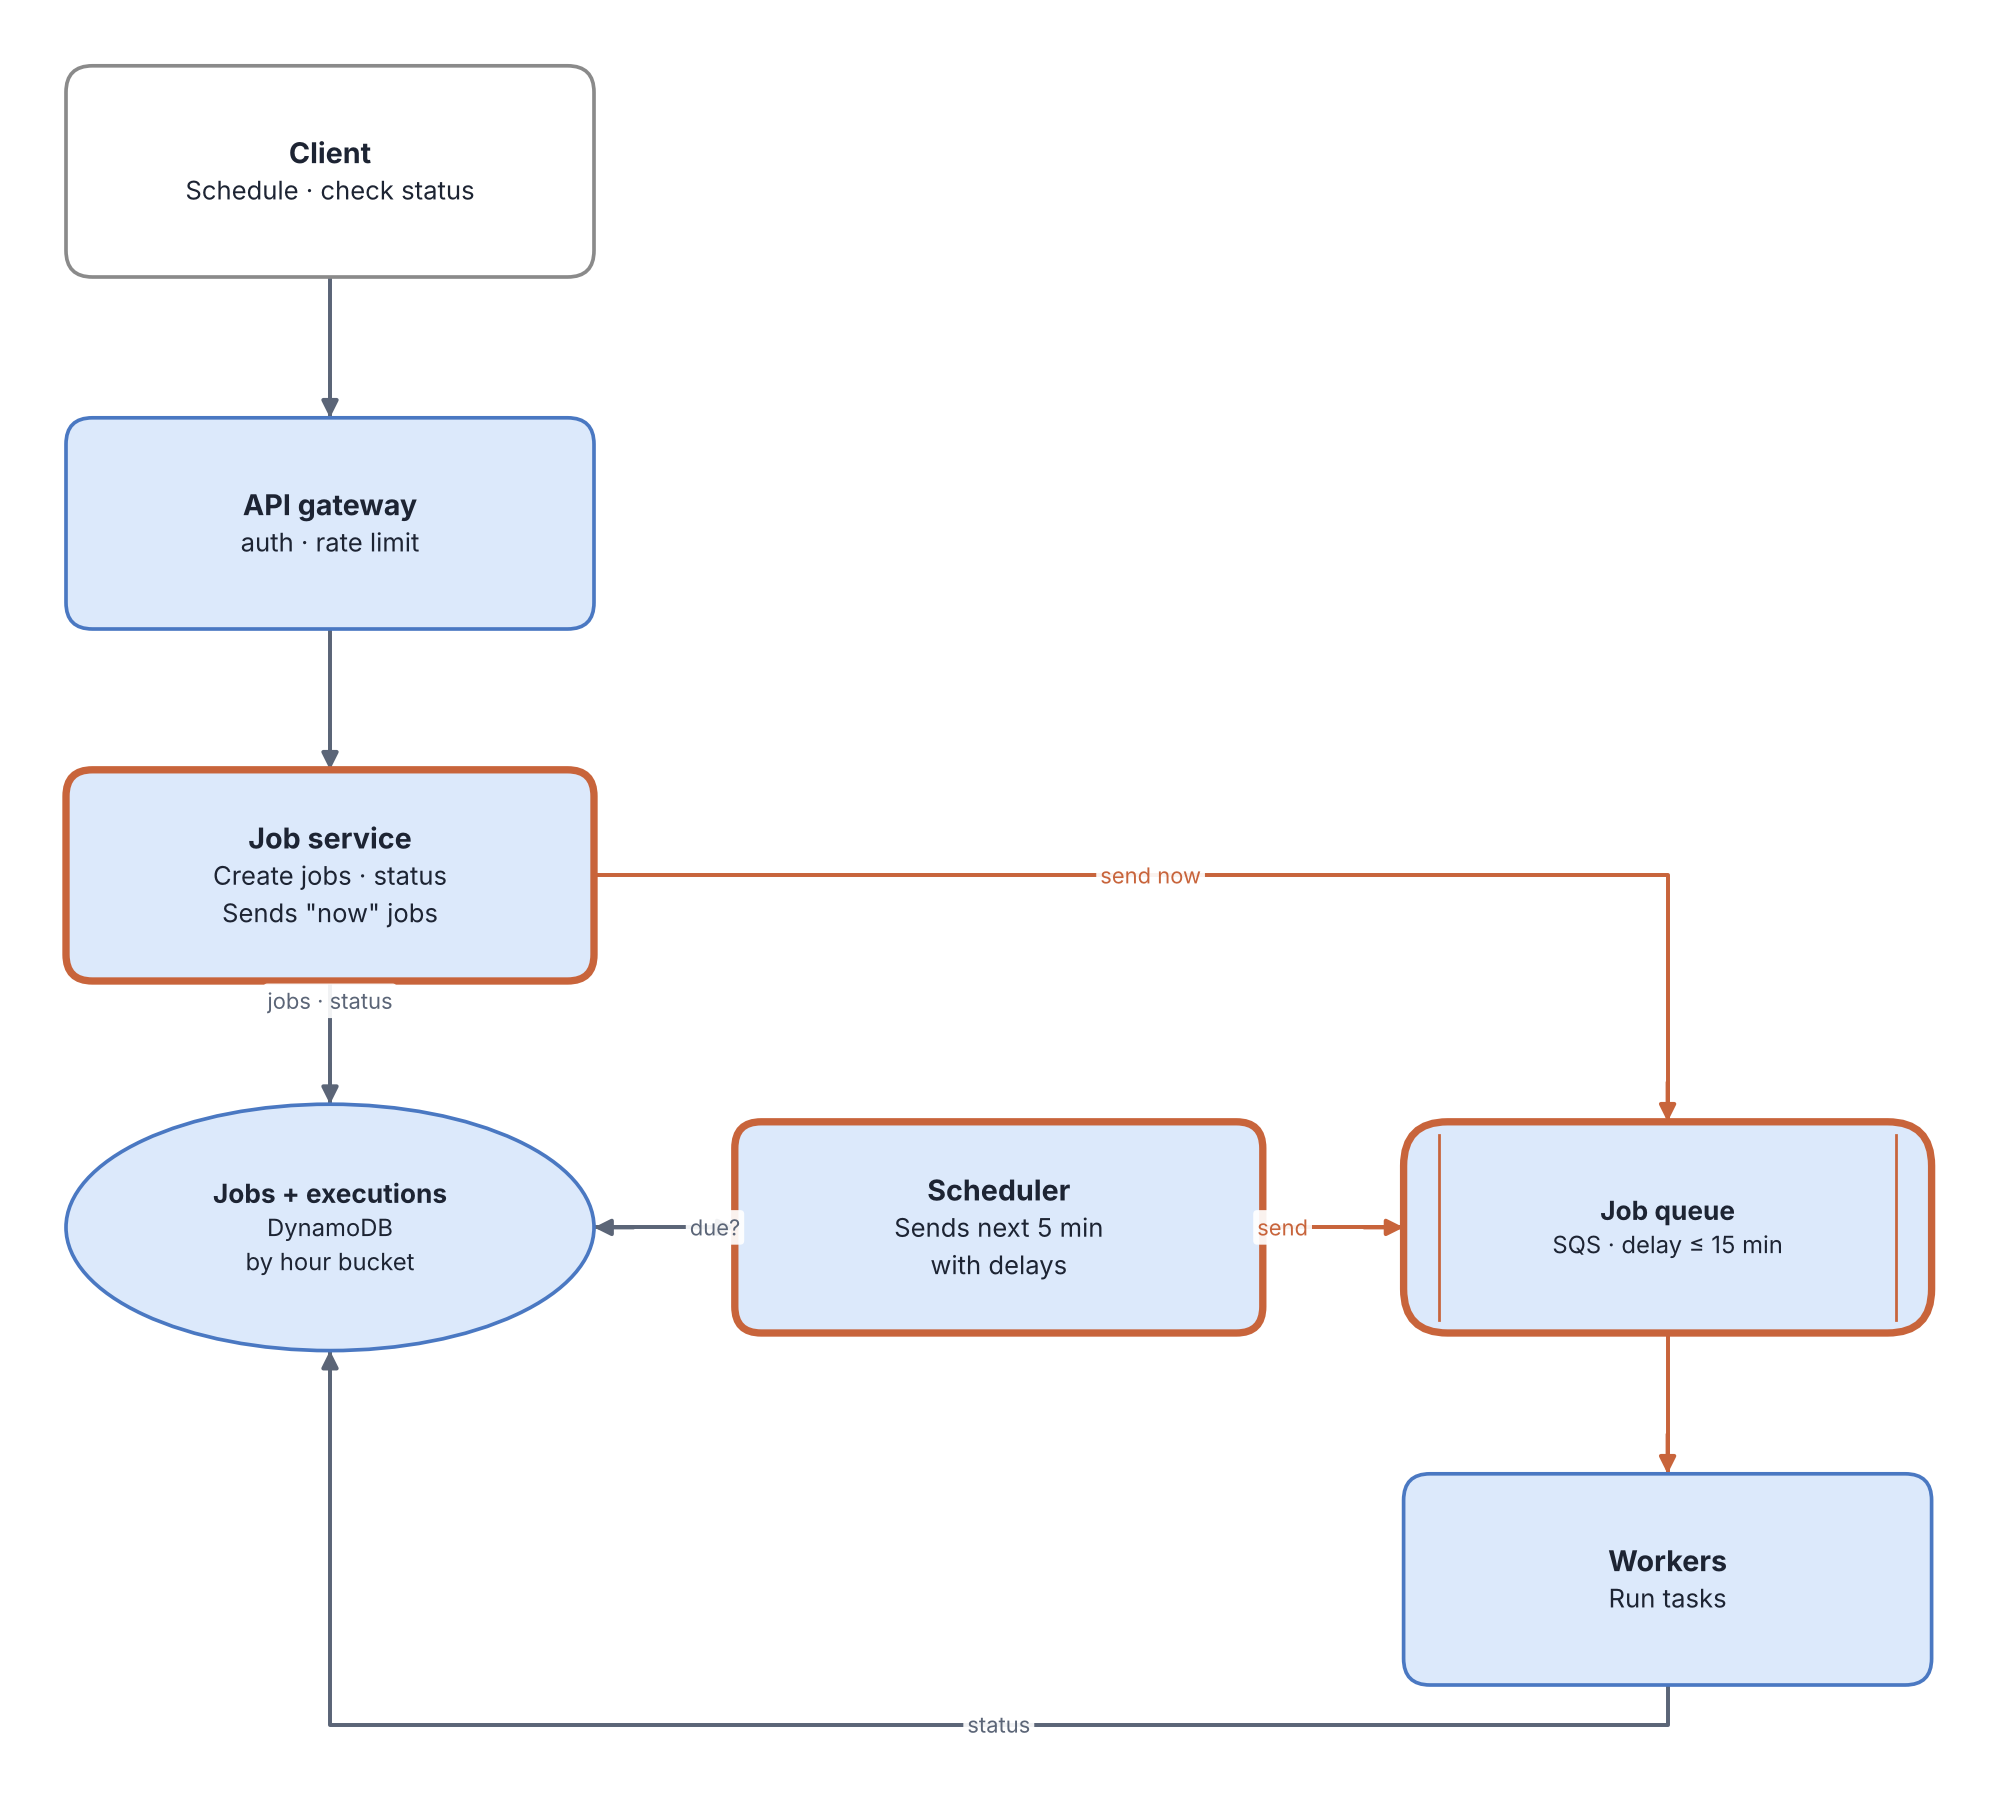 Client
Schedule · check status
API gateway
auth · rate limit
Job service
Create jobs · status
Sends "now" jobs
send now
jobs · status
Jobs + executions
DynamoDB
by hour bucket
due?
Scheduler
Sends next 5 min
with delays
send
Job queue
SQS · delay ≤ 15 min
Workers
Run tasks
status